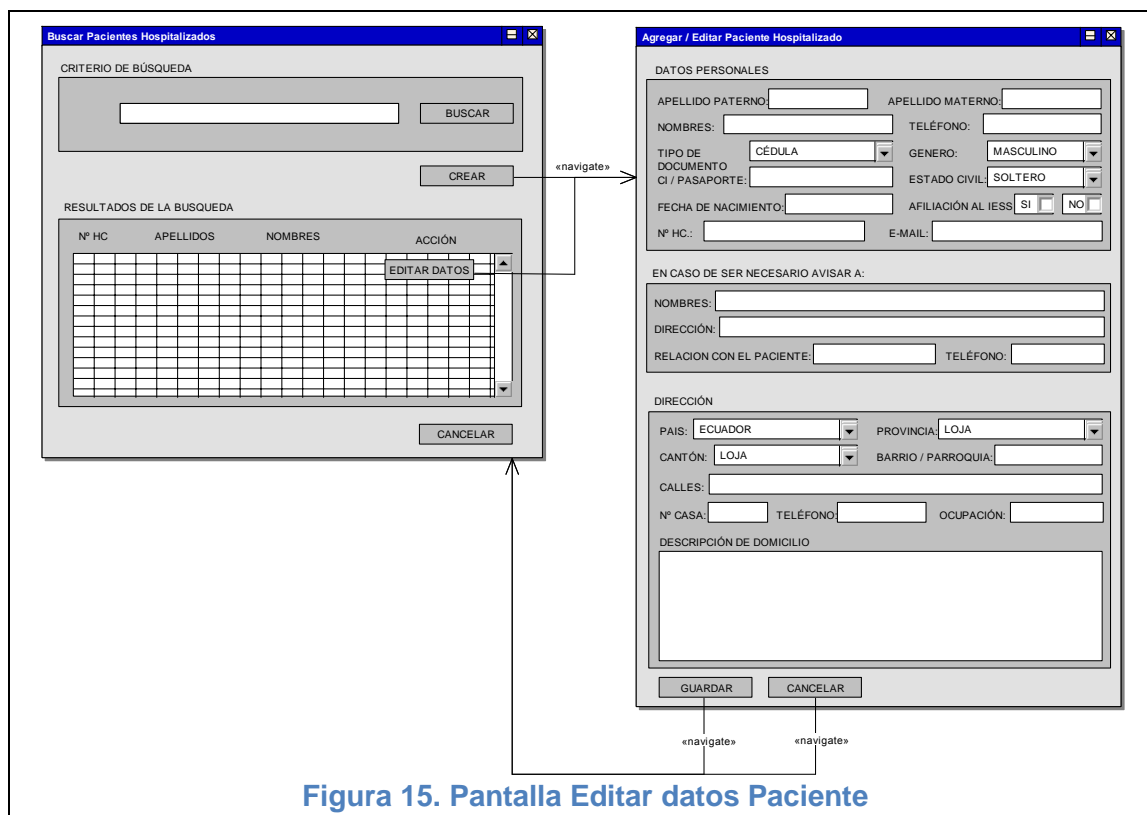 Buscar Pacientes Hospitalizados
CRITERIO DE BÚSQUEDA
BUSCAR
CREAR
RESULTADOS DE LA BUSQUEDA
Nº HC APELLIDOS NOMBRES ACCIÓN
EDITAR DATOS
CANCELAR
«navigate»
Agregar / Editar Paciente Hospitalizado
DATOS PERSONALES
APELLIDO PATERNO: APELLIDO MATERNO:
NOMBRES: TELÉFONO:
TIPO DE DOCUMENTO CÉDULA GENERO: MASCULINO
CI / PASAPORTE: ESTADO CIVIL: SOLTERO
FECHA DE NACIMIENTO: AFILIACIÓN AL IESS SI NO
Nº HC.: E-MAIL:
EN CASO DE SER NECESARIO AVISAR A:
NOMBRES:
DIRECCIÓN:
RELACION CON EL PACIENTE: TELÉFONO:
DIRECCIÓN
PAIS: ECUADOR PROVINCIA: LOJA
CANTÓN: LOJA BARRIO / PARROQUIA:
CALLES:
Nº CASA: TELÉFONO: OCUPACIÓN:
DESCRIPCIÓN DE DOMICILIO
GUARDAR CANCELAR
«navigate» «navigate»
Figura 15. Pantalla Editar datos Paciente